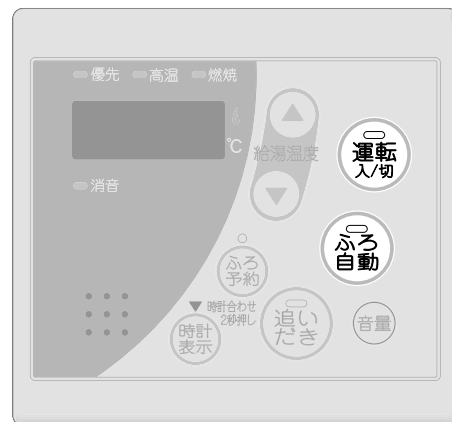 優先 高温 燃焼
℃
給湯温度
運転
入/切
消音
ふろ
自動
ふろ
予約
時計合わせ
2秒押し
時計
表示
追い
だき
音量